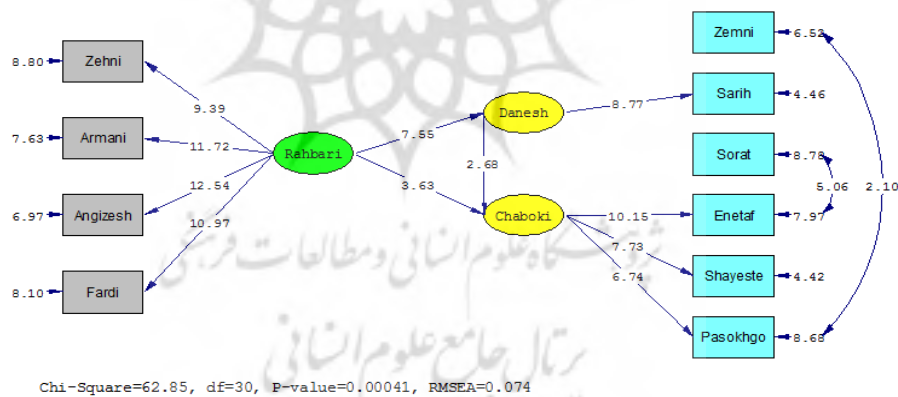 Zehni
8.80
Armani
7.63
Angizesh
6.97
Fardi
8.10
9.39
11.72
12.54
10.97
Rahbari
7.55
3.63
Danesh
2.68
Chaboki
8.77
10.15
7.73
6.74
Zemni
6.52
Sarih
4.46
Sorat
8.78
Enetaf
7.97
Shayeste
4.42
Pasokhgo
8.68
5.06
2.10
پژوهشگاه علوم انسانی و مطالعات فرهنگی
پرتال جامع علوم انسانی
Chi-Square=62.85, df=30, P-value=0.00041, RMSEA=0.074